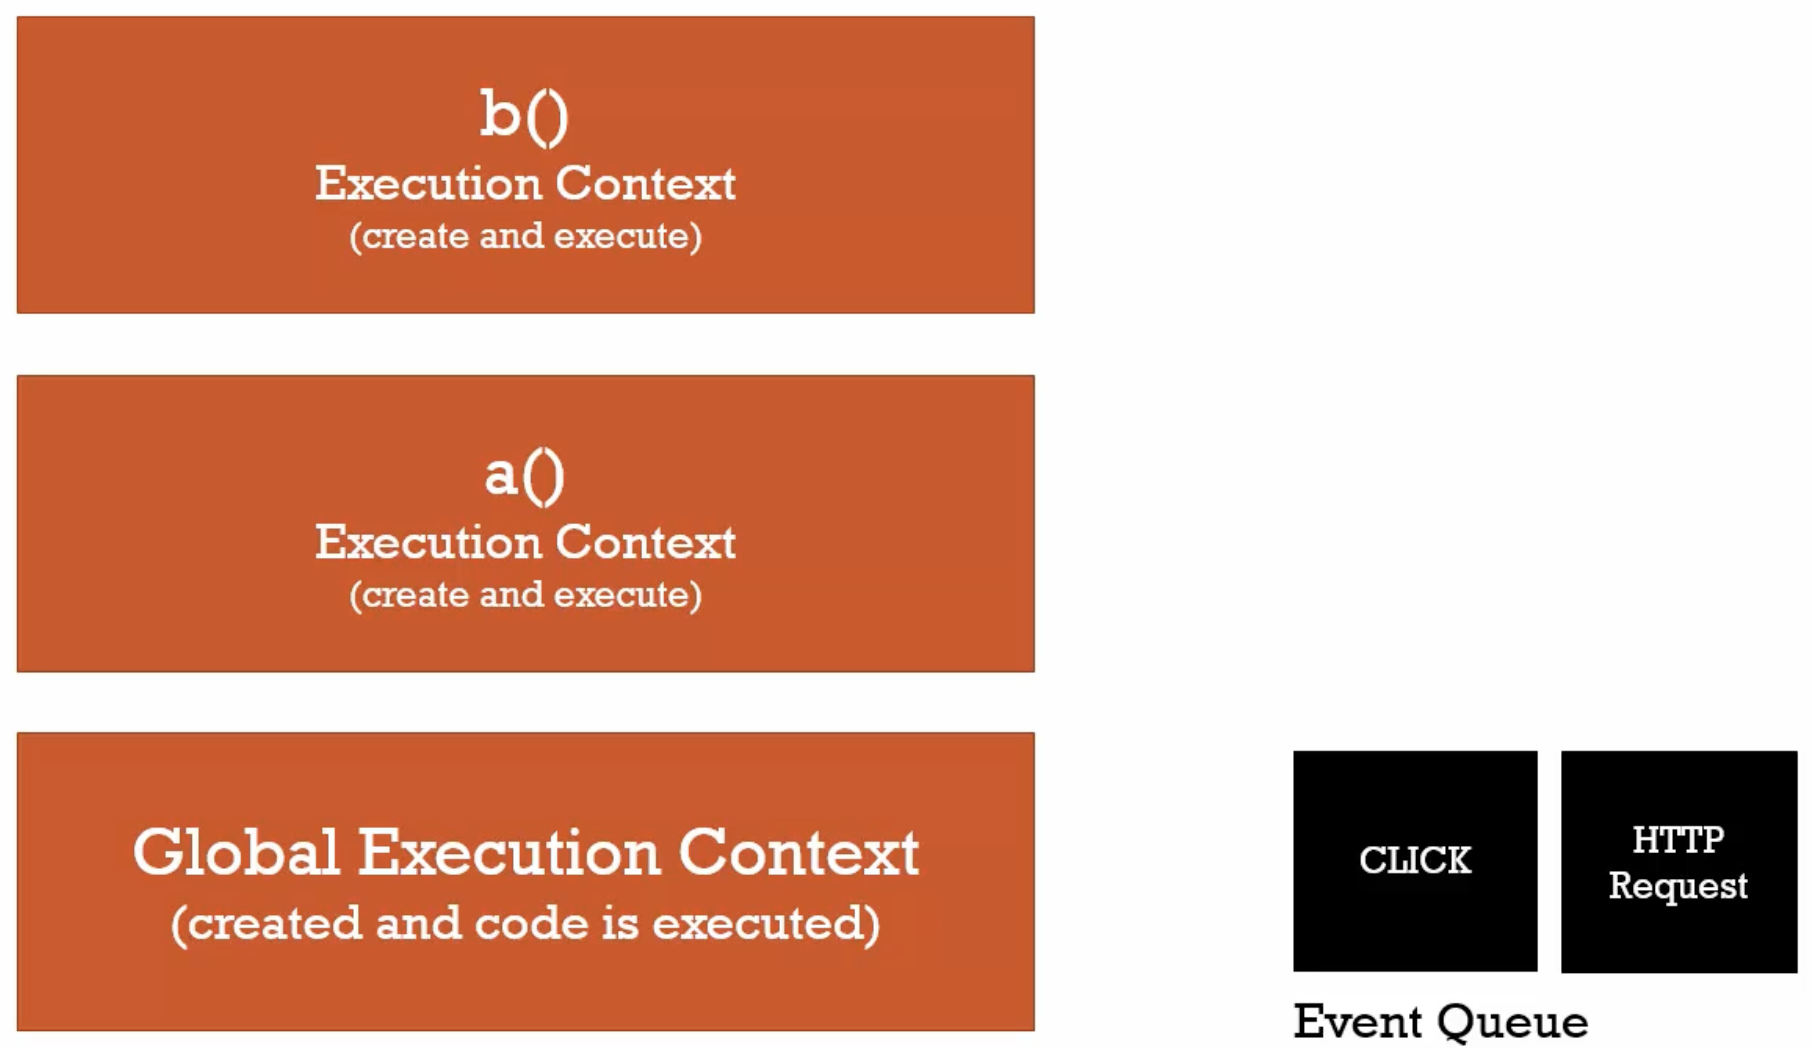 b()
Execution Context
(create and execute)
a()
Execution Context
(create and execute)
Global Execution Context
(created and code is executed)
CLICK
HTTP
Request
Event Queue